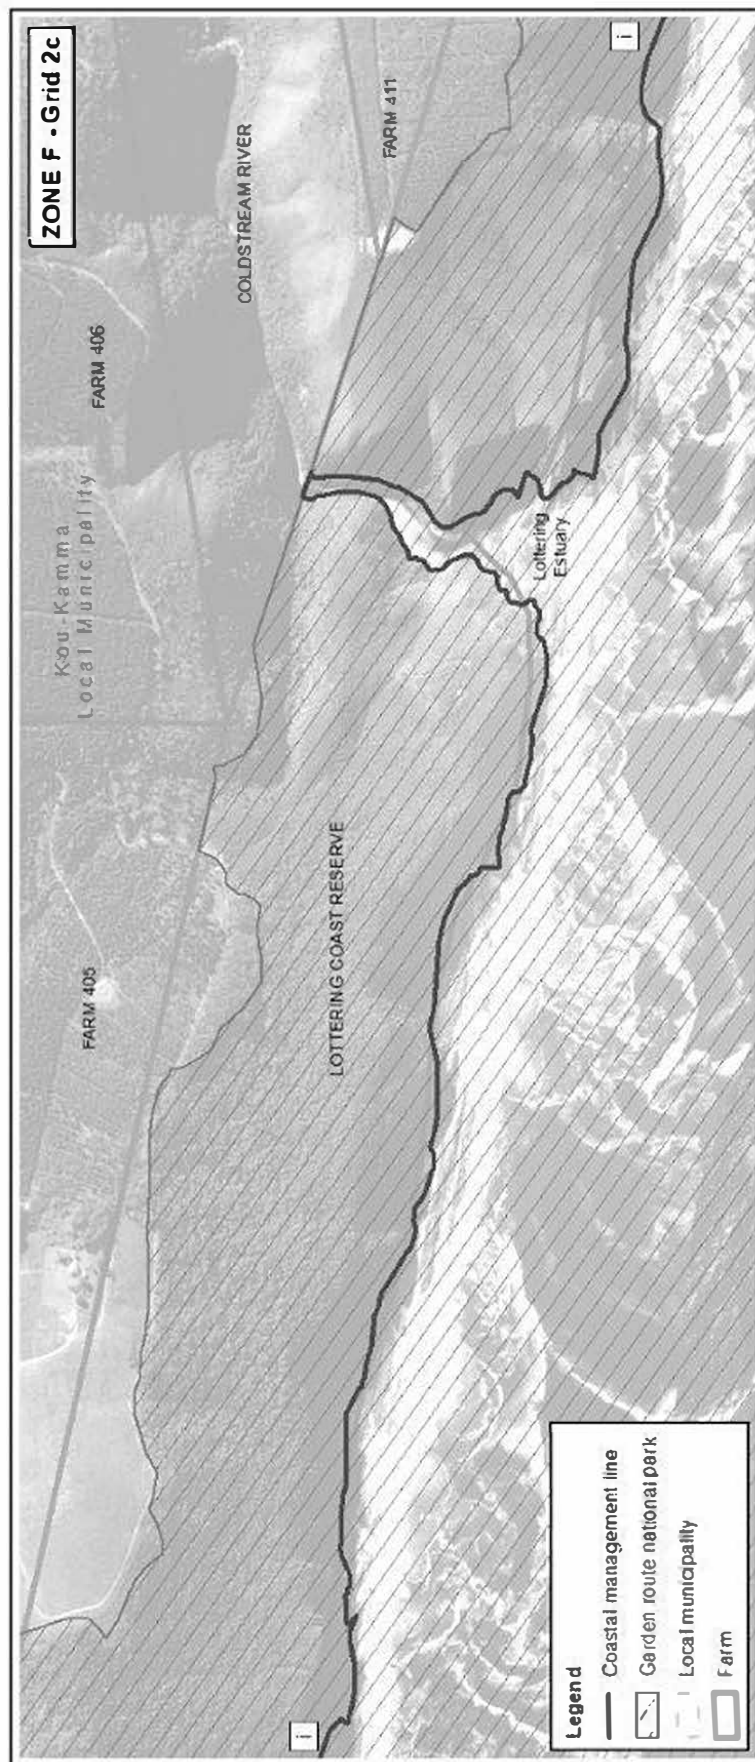 ZONE F - Grid 2c
Kou-Kamma
Local Municipality
FARM 406
COLDSTREAM RIVER
FARM 411
FARM 405
LOTTERING COAST RESERVE
Lottering
Estuary
i
i
Legend
Coastal management line
Garden route national park
Local municipality
Farm